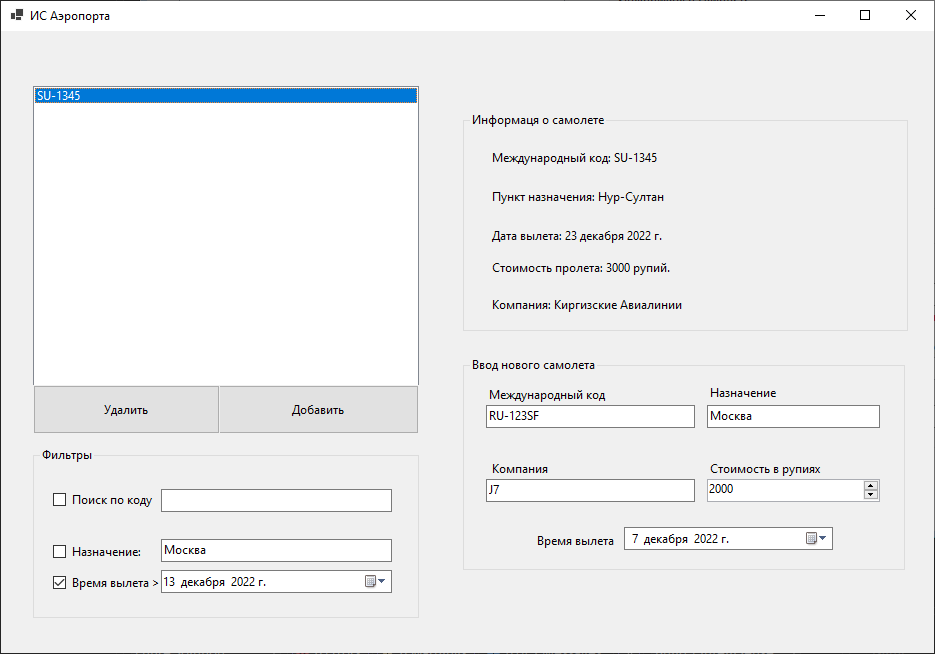 ИС Аэропорта
SU-1345
Удалить
Добавить
Фильтры
Поиск по коду
Назначение:
Москва
Время вылета >
13 декабря 2022 г.
Информаця о самолете
Международный код: SU-1345
Пункт назначения: Нур-Султан
Дата вылета: 23 декабря 2022 г.
Стоимость пролета: 3000 рупий.
Компания: Киргизские Авиалинии
Ввод нового самолета
Международный код
Назначение
RU-123SF
Москва
Компания
Стоимость в рупиях
J7
2000
Время вылета
7 декабря 2022 г.